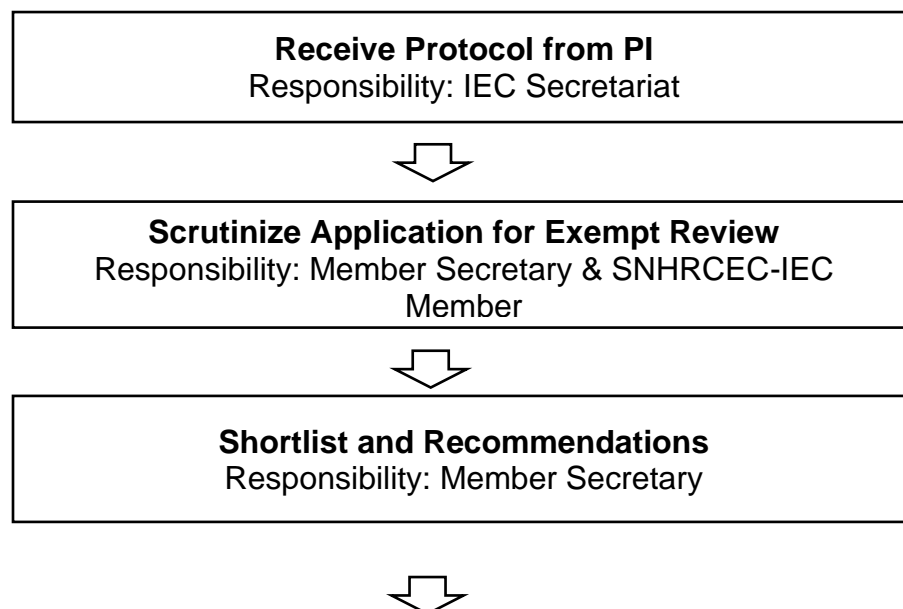 Receive Protocol from PI
Responsibility: IEC Secretariat
Scrutinize Application for Exempt Review
Responsibility: Member Secretary & SNHRCEC-IEC
Member
Shortlist and Recommendations
Responsibility: Member Secretary